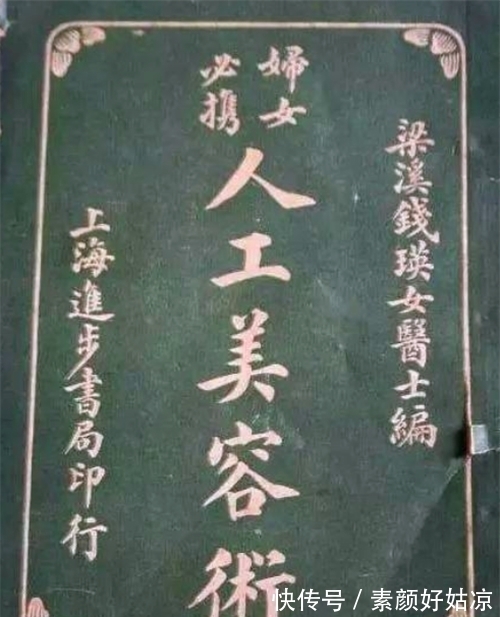 梁溪錢瑛女醫士編
婦女
必携
人工美容術
上海進步書局印行
快传号 / 素颜好姑凉